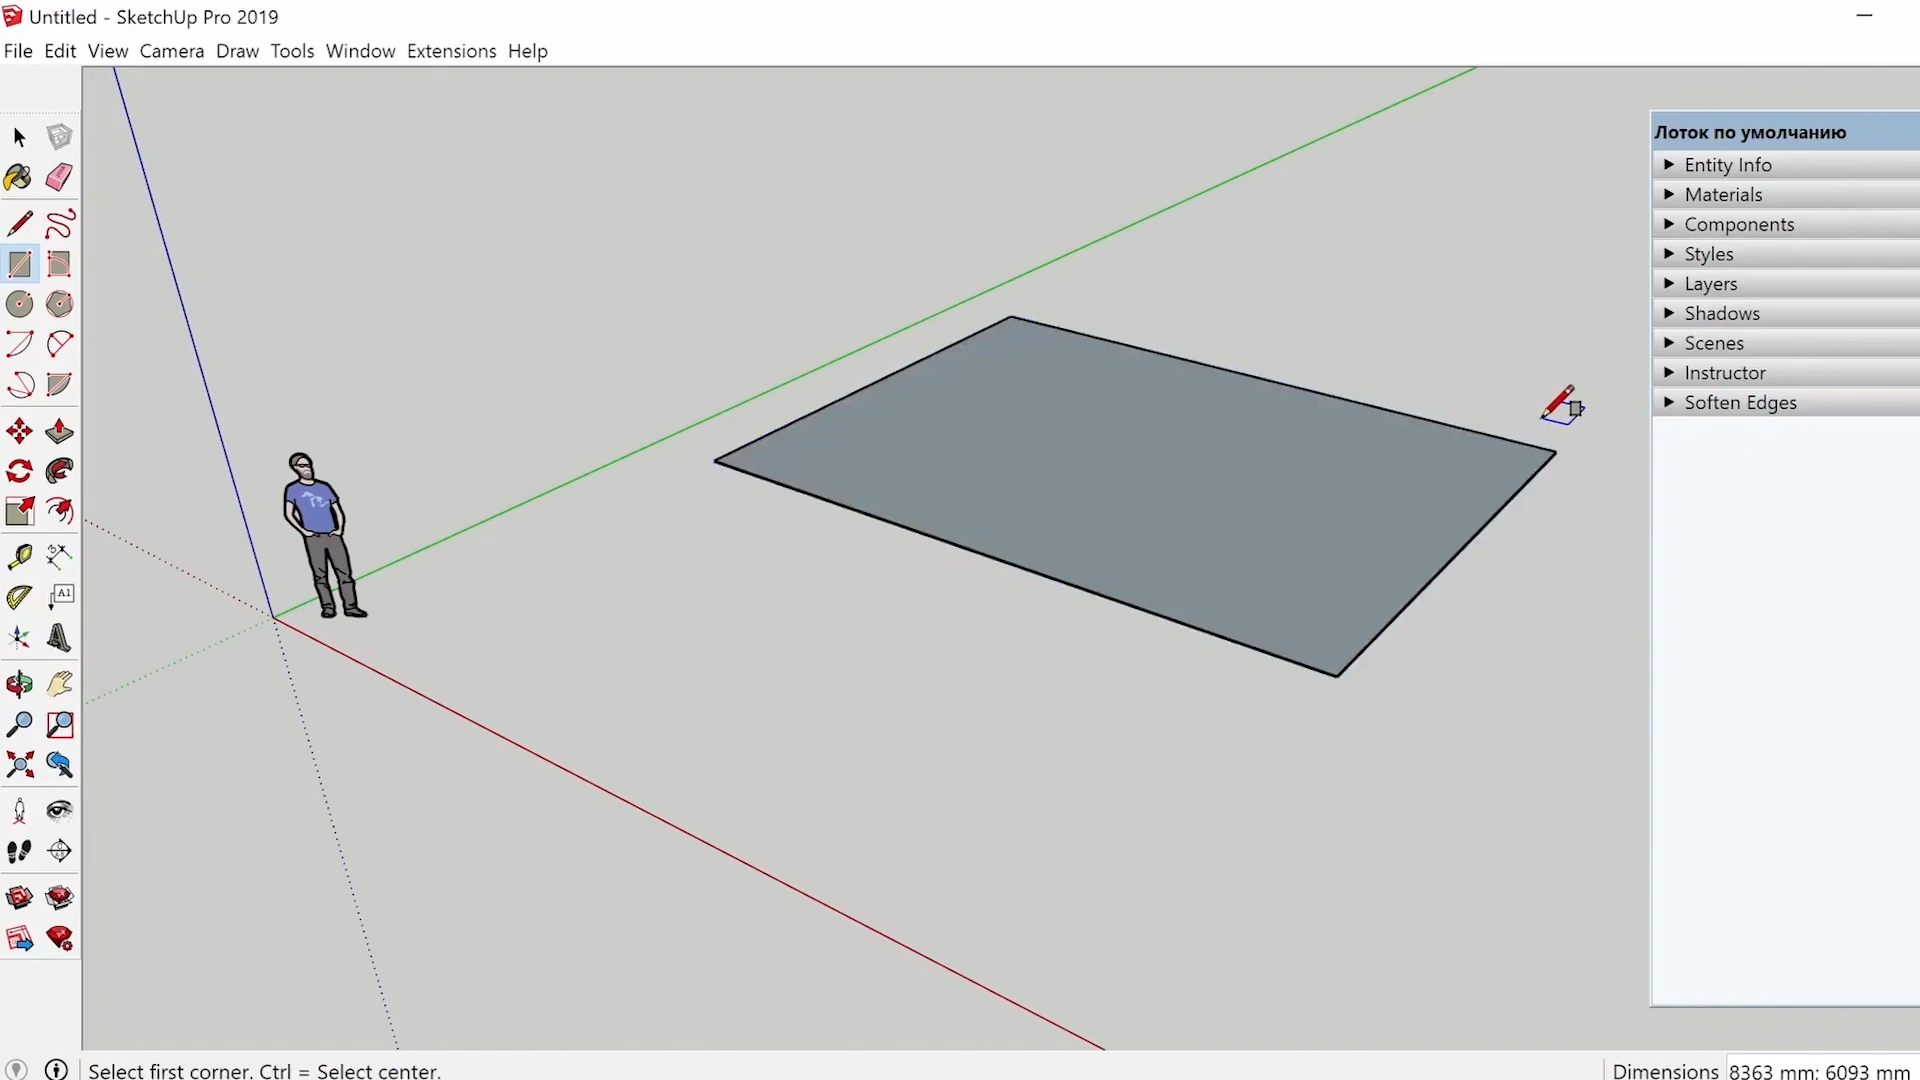 Untitled - SketchUp Pro 2019
File Edit View Camera Draw Tools Window Extensions Help
Лоток по умолчанию
Entity Info
Materials
Components
Styles
Layers
Shadows
Scenes
Instructor
Soften Edges
A1
Select first corner. Ctrl = Select center.
Dimensions 8363 mm; 6093 mm